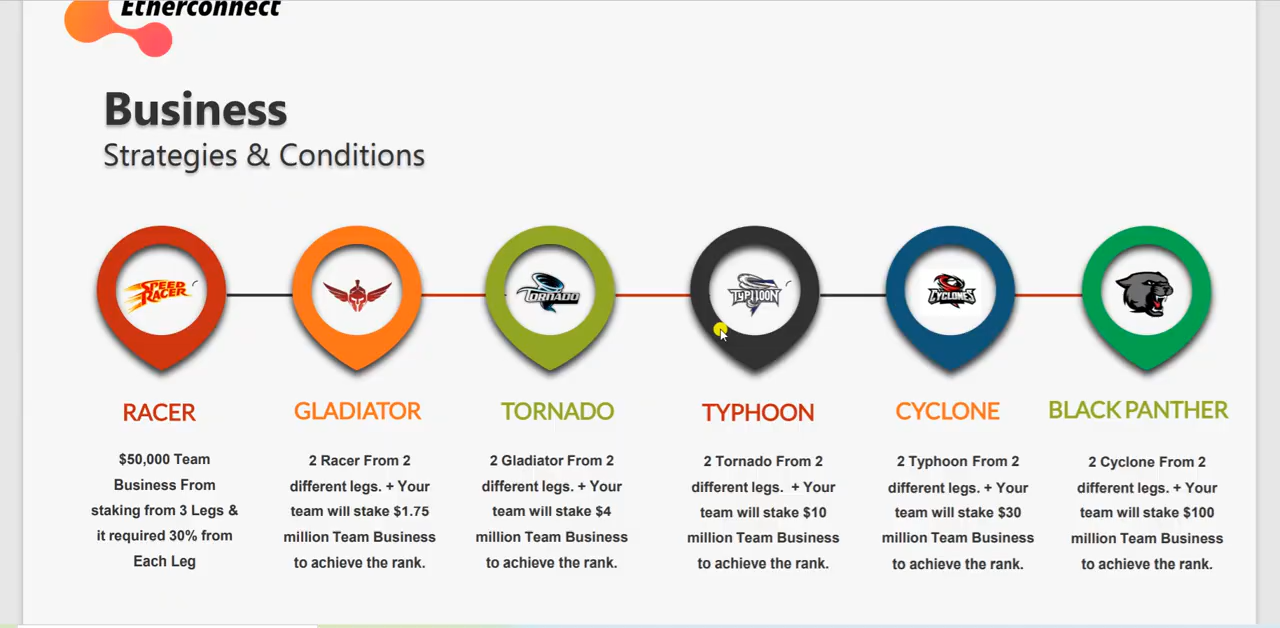 Etherconnect
Business
Strategies & Conditions
SPEED
RACER
TORNADO
TYPHOON
CYCLONES
RACER
$50,000 Team
Business From
staking from 3 Legs &
it required 30% from
Each Leg
GLADIATOR
2 Racer From 2
different legs. + Your
team will stake $1.75
million Team Business
to achieve the rank.
TORNADO
2 Gladiator From 2
different legs. + Your
team will stake $4
million Team Business
to achieve the rank.
TYPHOON
2 Tornado From 2
different legs.  + Your
team will stake $10
million Team Business
to achieve the rank.
CYCLONE
2 Typhoon From 2
different legs. + Your
team will stake $30
million Team Business
to achieve the rank.
BLACK PANTHER
2 Cyclone From 2
different legs. + Your
team will stake $100
million Team Business
to achieve the rank.